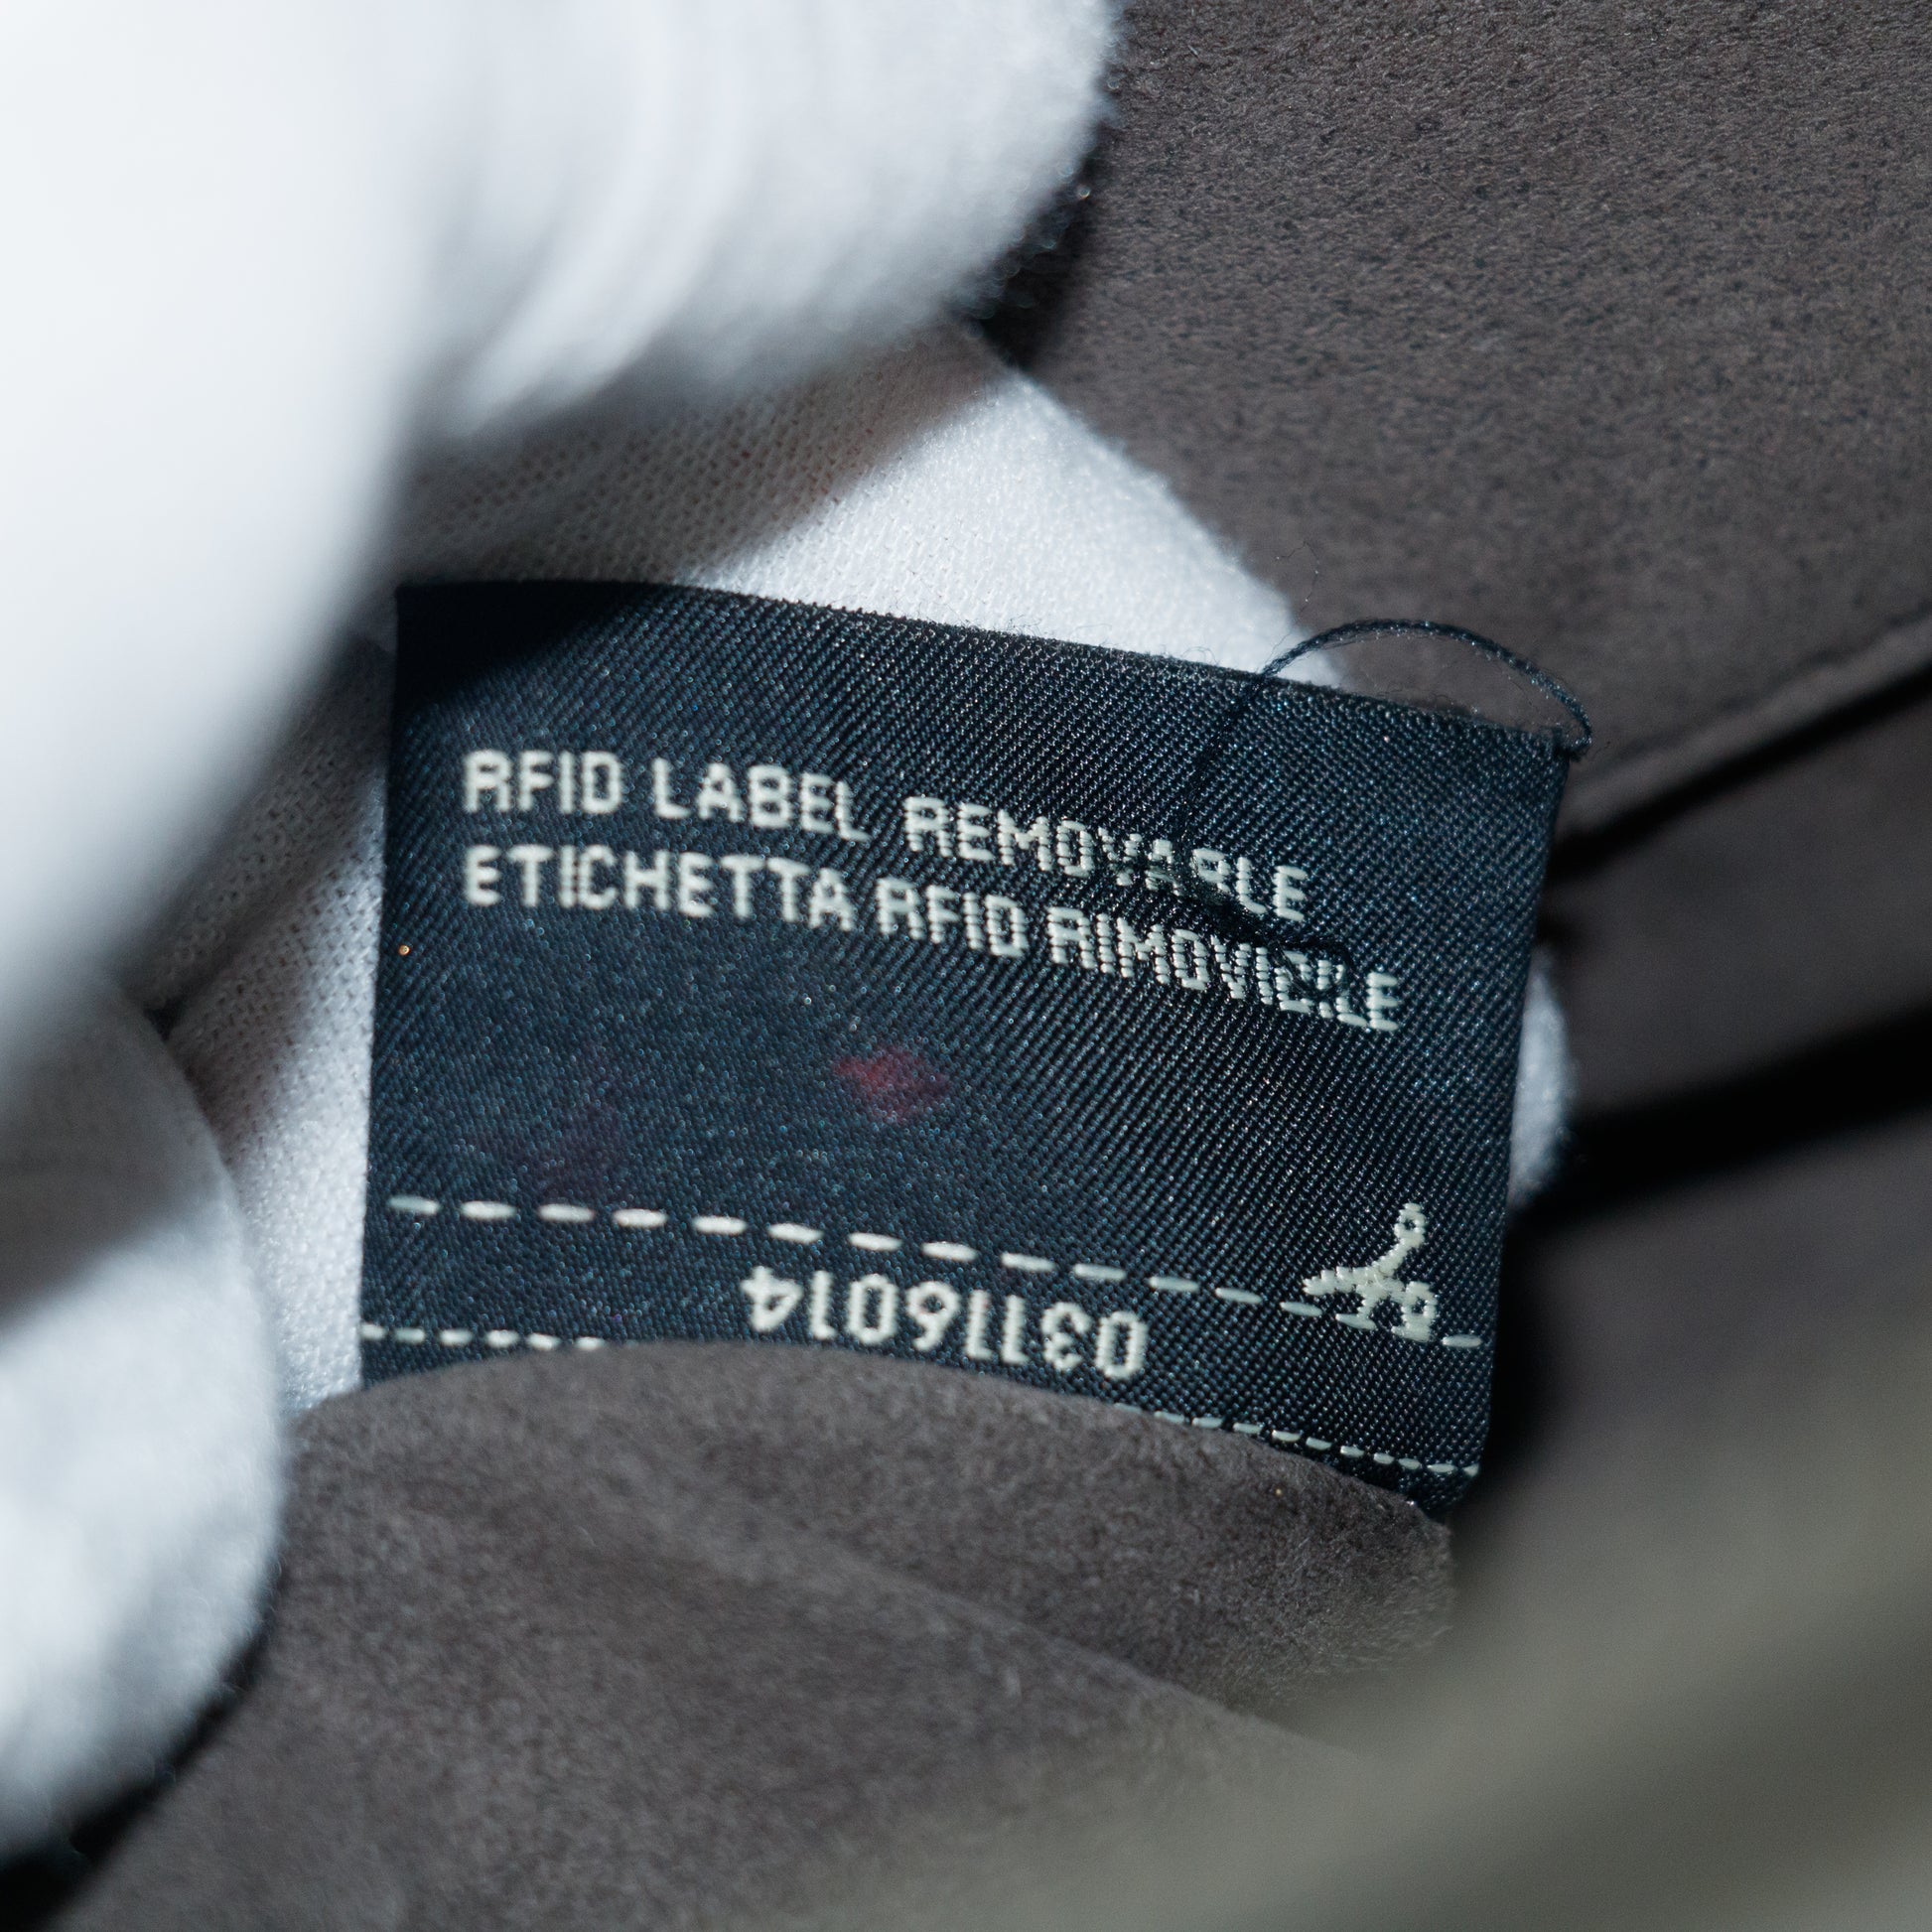 RFID LABEL REMOVABLE
ETICHETTA RFID RIMOVIBILE
03116014